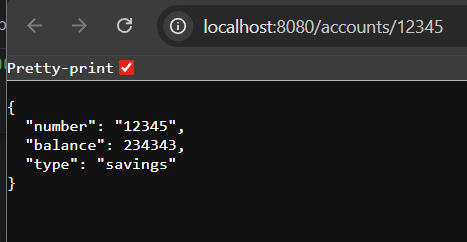 localhost:8080/accounts/12345
Pretty-print
{
  "number": "12345",
  "balance": 234343,
  "type": "savings"
}